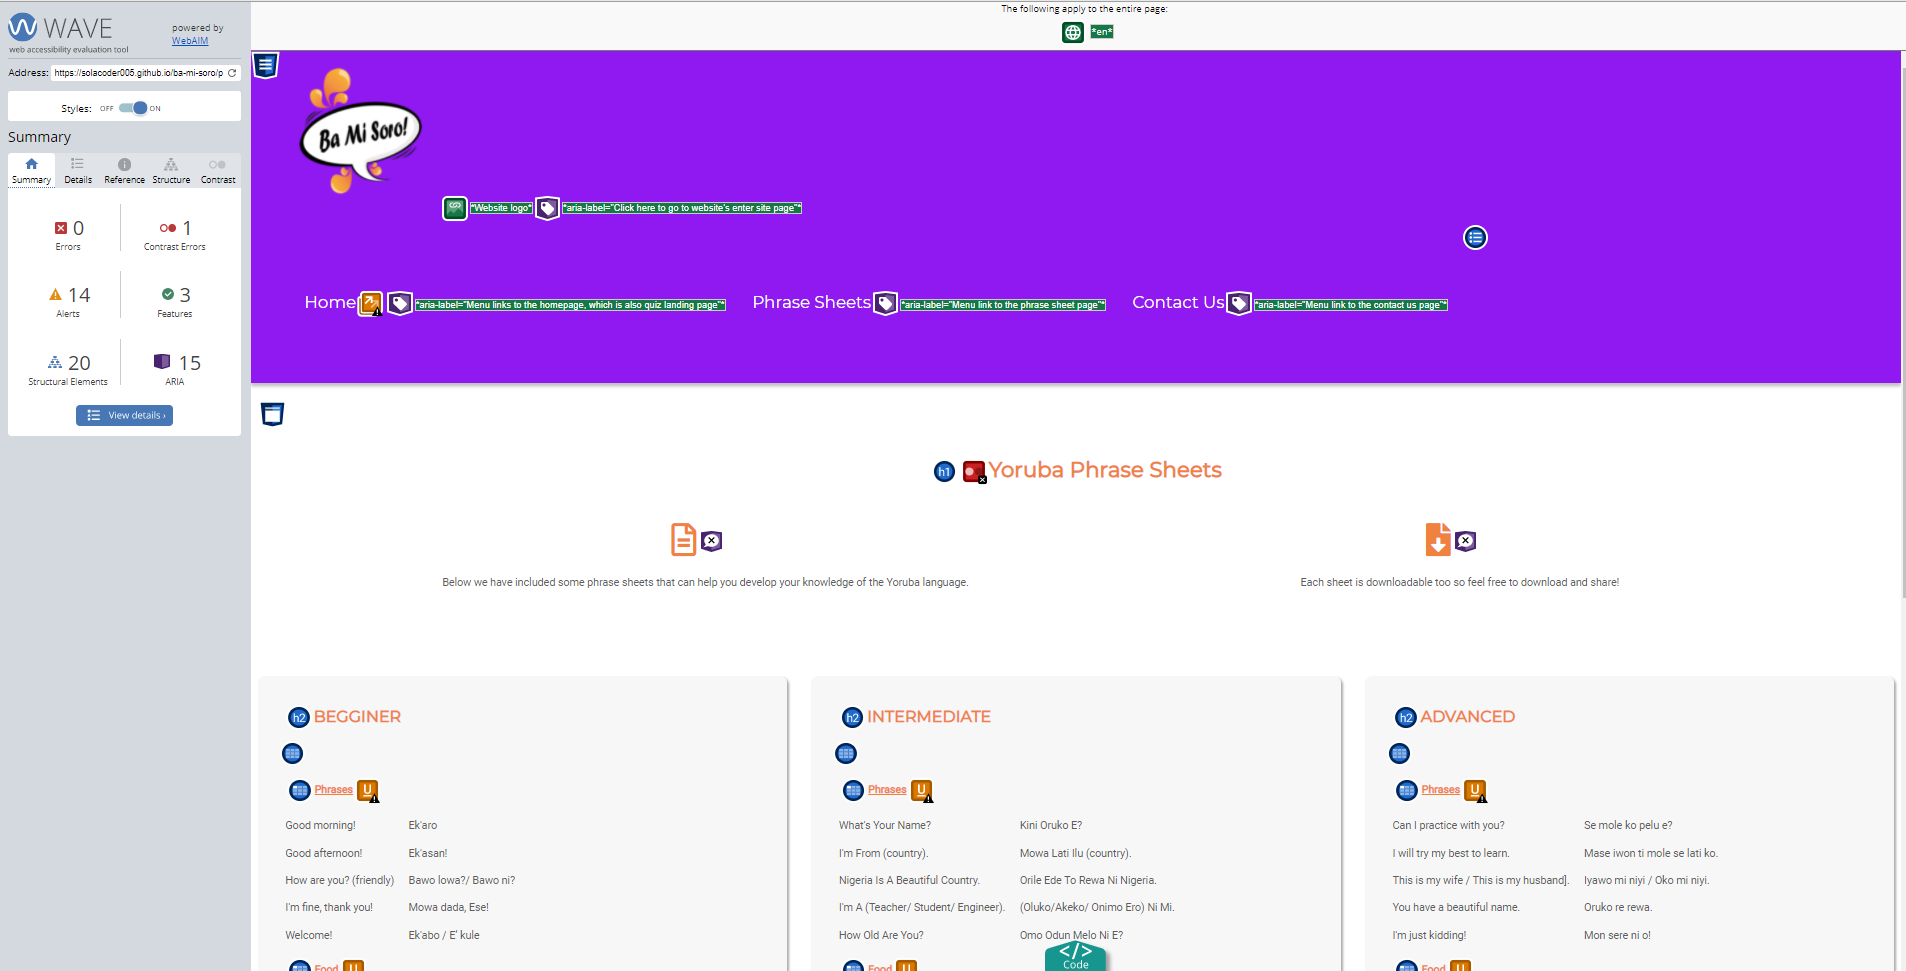 The following apply to the entire page:
*en*
WAVE
web accessibility evaluation tool
powered by
WebAIM
Address: https://solacoder005.github.io/ba-mi-soro/p
Styles: OFF ON
Summary
Summary Details Reference Structure Contrast
0 Errors
1 Contrast Errors
14 Alerts
3 Features
20 Structural Elements
15 ARIA
View details ›
Ba Mi Soro!
*Website logo* *aria-label="Click here to go to website's enter site page"*
Home *aria-label="Menu links to the homepage, which is also quiz landing page"* Phrase Sheets *aria-label="Menu link to the phrase sheet page"* Contact Us *aria-label="Menu link to the contact us page"*
h1 Yoruba Phrase Sheets
Below we have included some phrase sheets that can help you develop your knowledge of the Yoruba language.
Each sheet is downloadable too so feel free to download and share!
h2 BEGGINER
Phrases U
Good morning! Ek'aro
Good afternoon! Ek'asan!
How are you? (friendly) Bawo lowa?/ Bawo ni?
I'm fine, thank you! Mowa dada, Ese!
Welcome! Ek'abo / E' kule
Food U
h2 INTERMEDIATE
Phrases U
What's Your Name? Kini Oruko E?
I'm From (country). Mowa Lati Ilu (country).
Nigeria Is A Beautiful Country. Orile Ede To Rewa Ni Nigeria.
I'm A (Teacher/ Student/ Engineer). (Oluko/Akeko/ Onimo Ero) Ni Mi.
How Old Are You? Omo Odun Melo Ni E?
Food U
h2 ADVANCED
Phrases U
Can I practice with you? Se mole ko pelu e?
I will try my best to learn. Mase iwon ti mole se lati ko.
This is my wife / This is my husband]. Iyawo mi niyi / Oko mi niyi.
You have a beautiful name. Oruko re rewa.
I'm just kidding! Mon sere ni o!
Food U
</>
Code